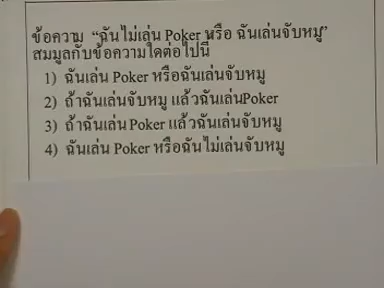 ข้อความ “ฉันไม่เล่น Poker หรือ ฉันเล่นจับหมู”
สมมูลกับข้อความใดต่อไปนี้
1) ฉันเล่น Poker หรือฉันเล่นจับหมู
2) ถ้าฉันเล่นจับหมู แล้วฉันเล่นPoker
3) ถ้าฉันเล่น Poker แล้วฉันเล่นจับหมู
4) ฉันเล่น Poker หรือฉันไม่เล่นจับหมู